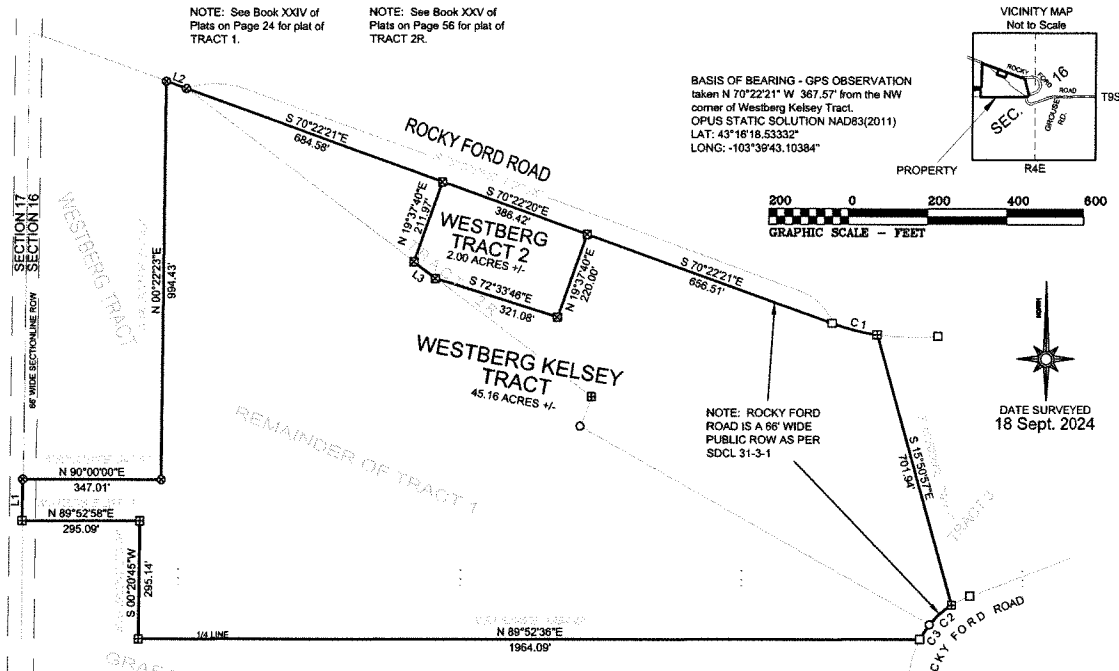 NOTE: See Book XXIV of
Plats on Page 24 for plat of
TRACT 1.
NOTE: See Book XXV of
Plats on Page 56 for plat of
TRACT 2R.
VICINITY MAP
Not to Scale
ROCKY FORD
16
ROAD
SEC.
GROUSE
RD.
T9S
PROPERTY
R4E
BASIS OF BEARING - GPS OBSERVATION
taken N 70°22'21" W 367.57' from the NW
corner of Westberg Kelsey Tract.
OPUS STATIC SOLUTION NAD83(2011)
LAT: 43°16'18.53332"
LONG: -103°39'43.10384"
200 0 200 400 600
GRAPHIC SCALE - FEET
L2
S 70°22'21"E
684.58'
ROCKY FORD ROAD
S 70°22'20"E
386.42'
N 19°37'40"E
211.97'
WESTBERG
TRACT 2
2.00 ACRES +/-
N 19°37'40"E
220.00'
L3
S 72°33'46"E
321.08'
S 70°22'21"E
656.51'
C1
SECTION 17
SECTION 16
66' WIDE SECTIONLINE ROW
WESTBERG TRACT
N 00°22'23"E
994.43'
TRACT 2R
WESTBERG KELSEY
TRACT
45.16 ACRES +/-
NORTH
DATE SURVEYED
18 Sept. 2024
NOTE: ROCKY FORD
ROAD IS A 66' WIDE
PUBLIC ROW AS PER
SDCL 31-3-1
S 15°50'57"E
701.94'
TRACT 3
REMAINDER OF TRACT 1
N 90°00'00"E
347.01'
L1
N 89°52'58"E
295.09'
S 00°20'45"W
295.14'
1/4 LINE
N 89°52'36"E
1964.09'
C3 C2
CKY FORD ROAD